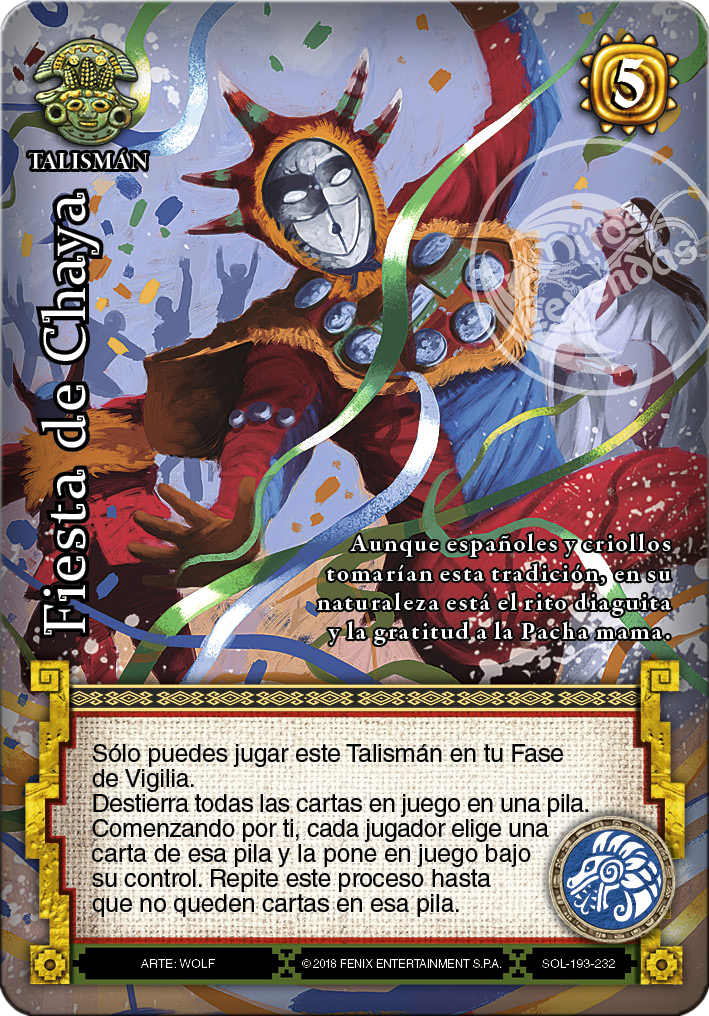 5
TALISMÁN
Mitos
Leyendas
Fiesta de Chaya
Aunque españoles y criollos
tomarían esta tradición, en su
naturaleza está el rito diaguita
y la gratitud a la Pacha mama.
Sólo puedes jugar este Talismán en tu Fase
de Vigilia.
Destierra todas las cartas en juego en una pila.
Comenzando por ti, cada jugador elige una
carta de esa pila y la pone en juego bajo
su control. Repite este proceso hasta
que no queden cartas en esa pila.
ARTE: WOLF
©2018 FENIX ENTERTAINMENT S.P.A.
SOL-193-232